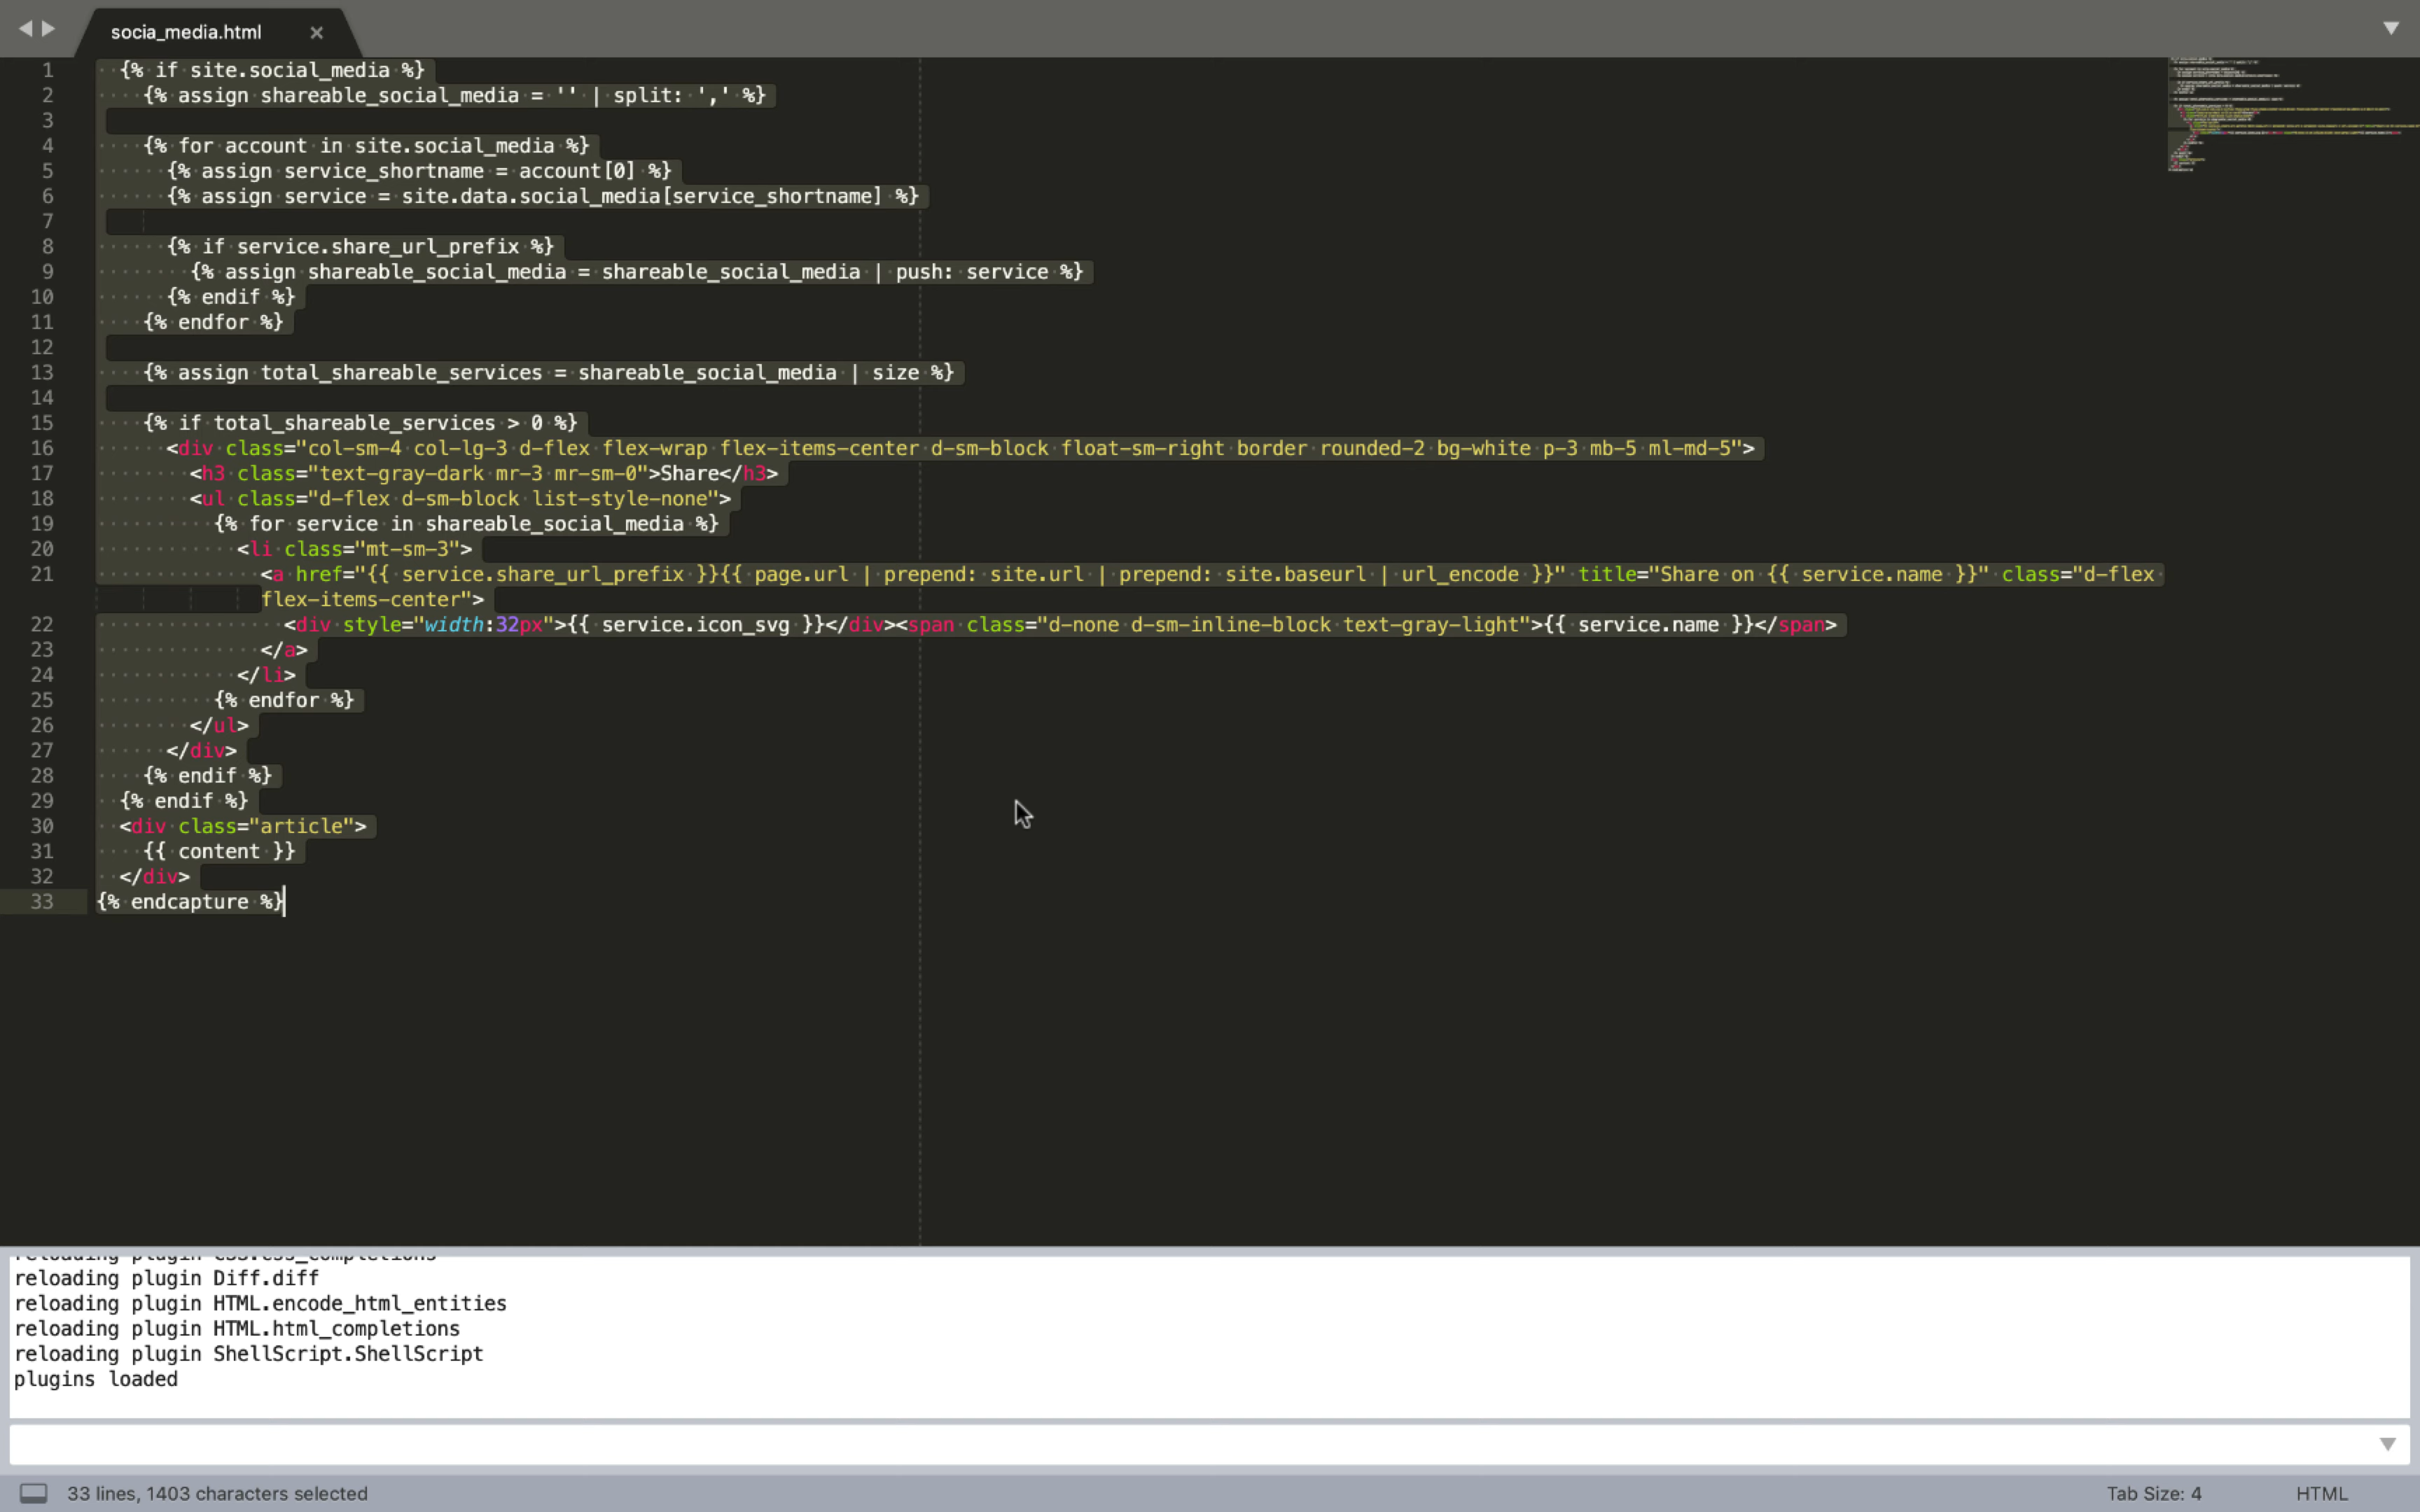 socia_media.html ×
1 {% if site.social_media %}
2 {% assign shareable_social_media = '' | split: ',' %}
3
4 {% for account in site.social_media %}
5 {% assign service_shortname = account[0] %}
6 {% assign service = site.data.social_media[service_shortname] %}
7
8 {% if service.share_url_prefix %}
9 {% assign shareable_social_media = shareable_social_media | push: service %}
10 {% endif %}
11 {% endfor %}
12
13 {% assign total_shareable_services = shareable_social_media | size %}
14
15 {% if total_shareable_services > 0 %}
16 <div class="col-sm-4 col-lg-3 d-flex flex-wrap flex-items-center d-sm-block float-sm-right border rounded-2 bg-white p-3 mb-5 ml-md-5">
17 <h3 class="text-gray-dark mr-3 mr-sm-0">Share</h3>
18 <ul class="d-flex d-sm-block list-style-none">
19 {% for service in shareable_social_media %}
20 <li class="mt-sm-3">
21 <a href="{{ service.share_url_prefix }}{{ page.url | prepend: site.url | prepend: site.baseurl | url_encode }}" title="Share on {{ service.name }}" class="d-flex
flex-items-center">
22 <div style="width:32px">{{ service.icon_svg }}</div><span class="d-none d-sm-inline-block text-gray-light">{{ service.name }}</span>
23 </a>
24 </li>
25 {% endfor %}
26 </ul>
27 </div>
28 {% endif %}
29 {% endif %}
30 <div class="article">
31 {{ content }}
32 </div>
33 {% endcapture %}
reloading plugin CSS.css_completions
reloading plugin Diff.diff
reloading plugin HTML.encode_html_entities
reloading plugin HTML.html_completions
reloading plugin ShellScript.ShellScript
plugins loaded
33 lines, 1403 characters selected
Tab Size: 4
HTML